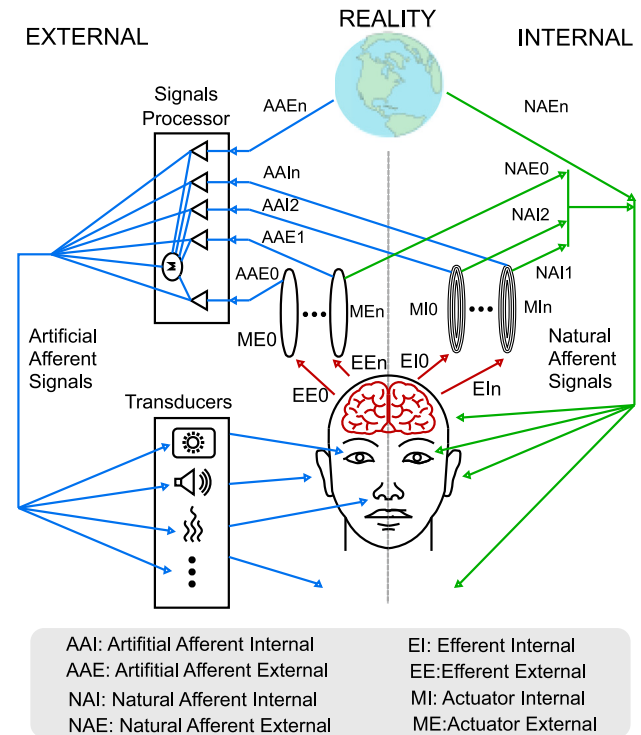 REALITY
EXTERNAL
INTERNAL
Signals
Processor
AAEn
NAEn
AAIn
NAE0
AAI2
NAI2
AAE1
AAE0
NAI1
Σ
ME0
MEn
MI0
MIn
Artificial
Afferent
Signals
Natural
Afferent
Signals
EEn
EI0
EE0
EIn
Transducers
AAI: Artifitial Afferent Internal
AAE: Artifitial Afferent External
NAI: Natural Afferent Internal
NAE: Natural Afferent External
EI: Efferent Internal
EE:Efferent External
MI: Actuator Internal
ME:Actuator External